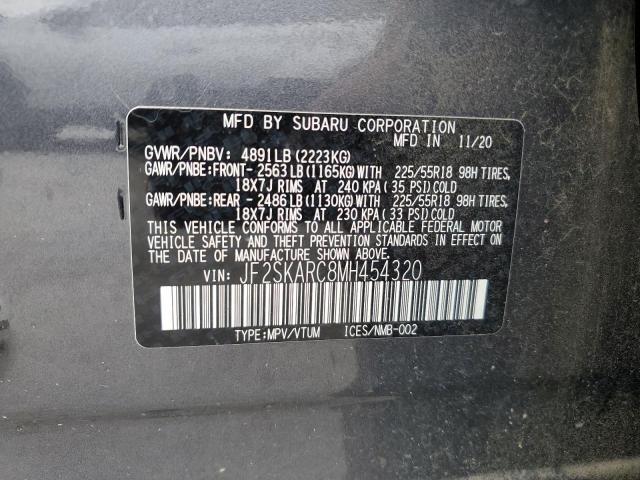 MFD BY SUBARU CORPORATION
MFD IN 11/20
GVWR/PNBV: 4891LB(2223KG)
GAWR/PNBE:FRONT- 2563LB(1165KG)WITH 225/55R18 98H TIRES,
18X7J RIMS AT 240 KPA(35 PSI)COLD
GAWR/PNBE:REAR - 2486LB(1130KG)WITH 225/55R18 98H TIRES,
18X7J RIMS AT 230 KPA(33 PSI)COLD
THIS VEHICLE CONFORMS TO ALL APPLICABLE FEDERAL MOTOR
VEHICLE SAFETY AND THEFT PREVENTION STANDARDS IN EFFECT ON
THE DATE OF MANUFACTURE SHOWN ABOVE.
VIN: JF2SKARC8MH454320
TYPE:MPV/VTUM ICES/NMB-002